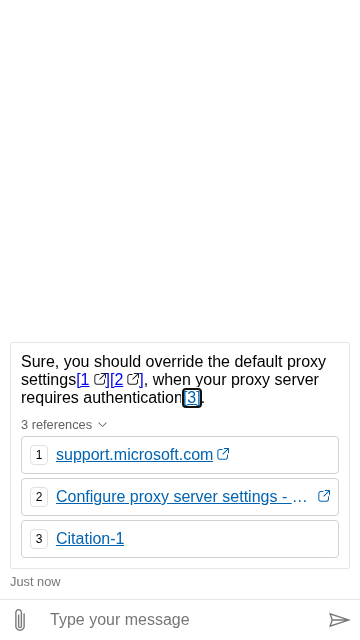 Sure, you should override the default proxy
settings[1][2], when your proxy server
requires authentication[3].
3 references
1 support.microsoft.com
2 Configure proxy server settings - ...
3 Citation-1
Just now
Type your message